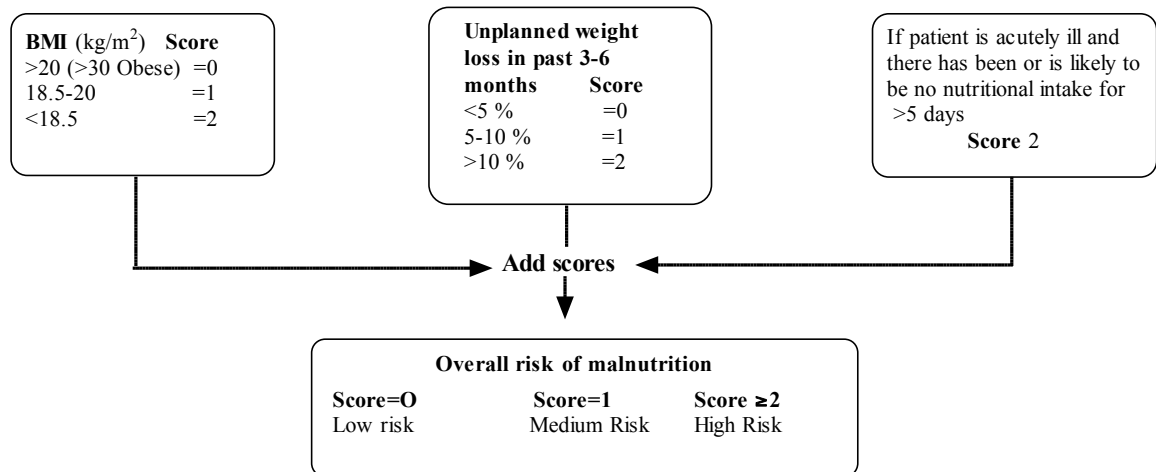 BMI (kg/m²) Score
>20 (>30 Obese) =0
18.5-20 =1
<18.5 =2
Unplanned weight
loss in past 3-6
months Score
<5 % =0
5-10 % =1
>10 % =2
If patient is acutely ill and
there has been or is likely to
be no nutritional intake for
>5 days
Score 2
Add scores
Overall risk of malnutrition
Score=O Score=1 Score ≥2
Low risk Medium Risk High Risk